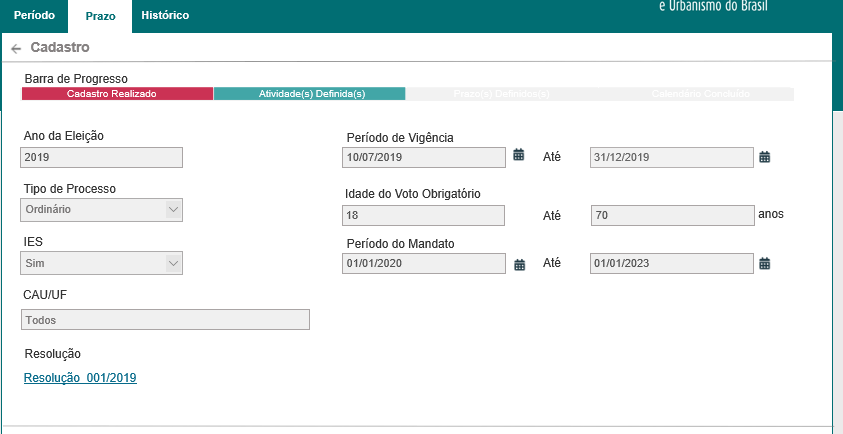 e Urbanismo do Brasil
Período Prazo Histórico
Cadastro
Barra de Progresso
Cadastro Realizado Atividade(s) Definida(s) Prazo(s) Definidos(s) Calendário Concluído
Ano da Eleição Período de Vigência
2019 10/07/2019 Até 31/12/2019
Tipo de Processo Idade do Voto Obrigatório
Ordinário 18 Até 70 anos
IES Período do Mandato
Sim 01/01/2020 Até 01/01/2023
CAU/UF
Todos
Resolução
Resolução 001/2019